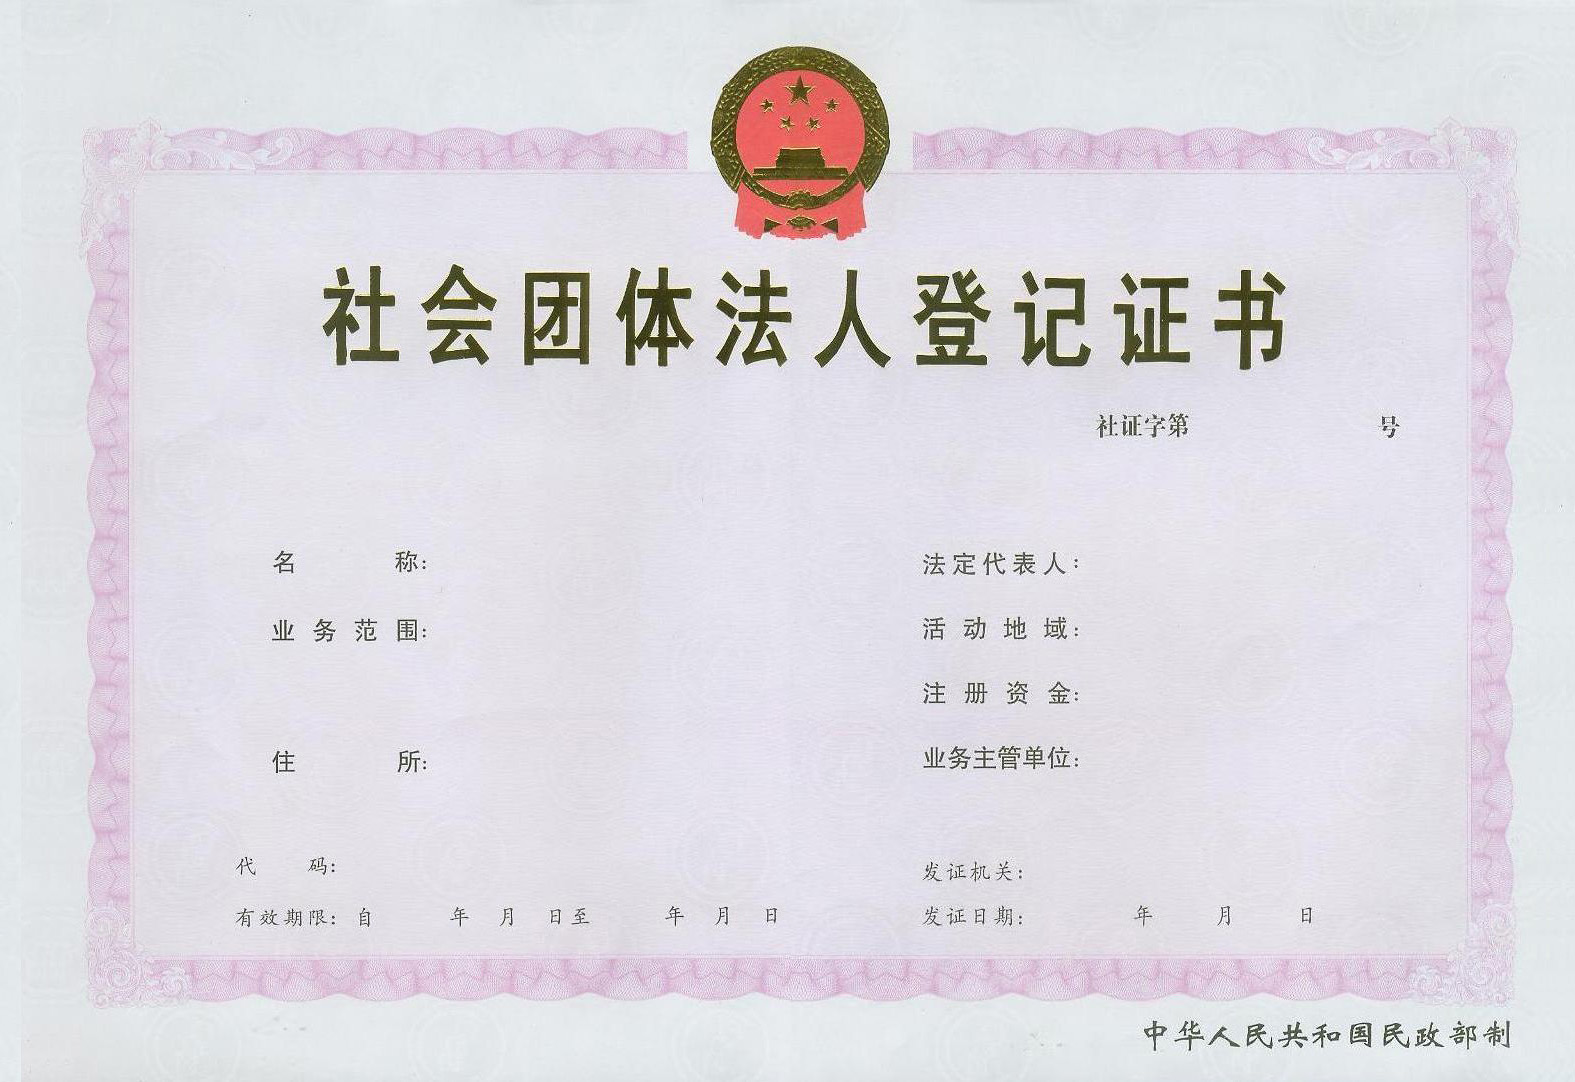 社会团体法人登记证书
社证字第 号
名 称： 法定代表人：
业务范围： 活动地域：
注册资金：
住 所： 业务主管单位：
代 码： 发证机关：
有效期限：自 年 月 日至 年 月 日 发证日期： 年 月 日
中华人民共和国民政部制